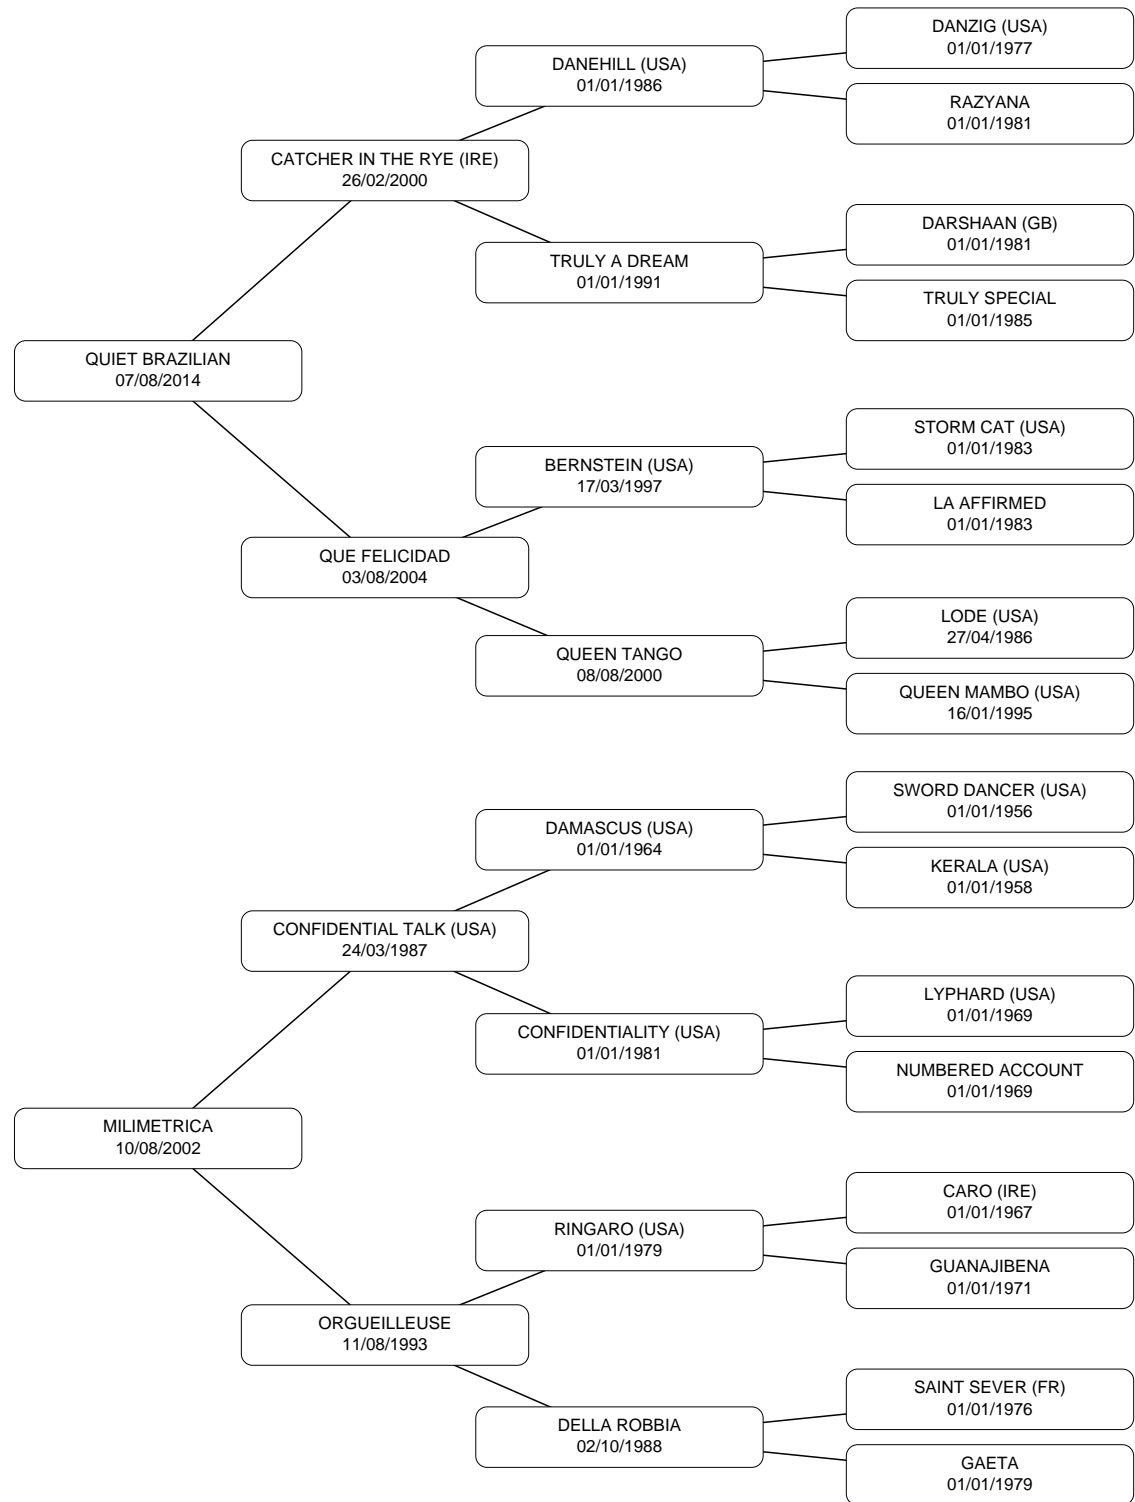 DANZIG (USA)
01/01/1977
DANEHILL (USA)
01/01/1986
RAZYANA
01/01/1981
CATCHER IN THE RYE (IRE)
26/02/2000
DARSHAAN (GB)
01/01/1981
TRULY A DREAM
01/01/1991
TRULY SPECIAL
01/01/1985
QUIET BRAZILIAN
07/08/2014
STORM CAT (USA)
01/01/1983
BERNSTEIN (USA)
17/03/1997
LA AFFIRMED
01/01/1983
QUE FELICIDAD
03/08/2004
LODE (USA)
27/04/1986
QUEEN TANGO
08/08/2000
QUEEN MAMBO (USA)
16/01/1995
SWORD DANCER (USA)
01/01/1956
DAMASCUS (USA)
01/01/1964
KERALA (USA)
01/01/1958
CONFIDENTIAL TALK (USA)
24/03/1987
LYPHARD (USA)
01/01/1969
CONFIDENTIALITY (USA)
01/01/1981
NUMBERED ACCOUNT
01/01/1969
MILIMETRICA
10/08/2002
CARO (IRE)
01/01/1967
RINGARO (USA)
01/01/1979
GUANAJIBENA
01/01/1971
ORGUEILLEUSE
11/08/1993
SAINT SEVER (FR)
01/01/1976
DELLA ROBBIA
02/10/1988
GAETA
01/01/1979